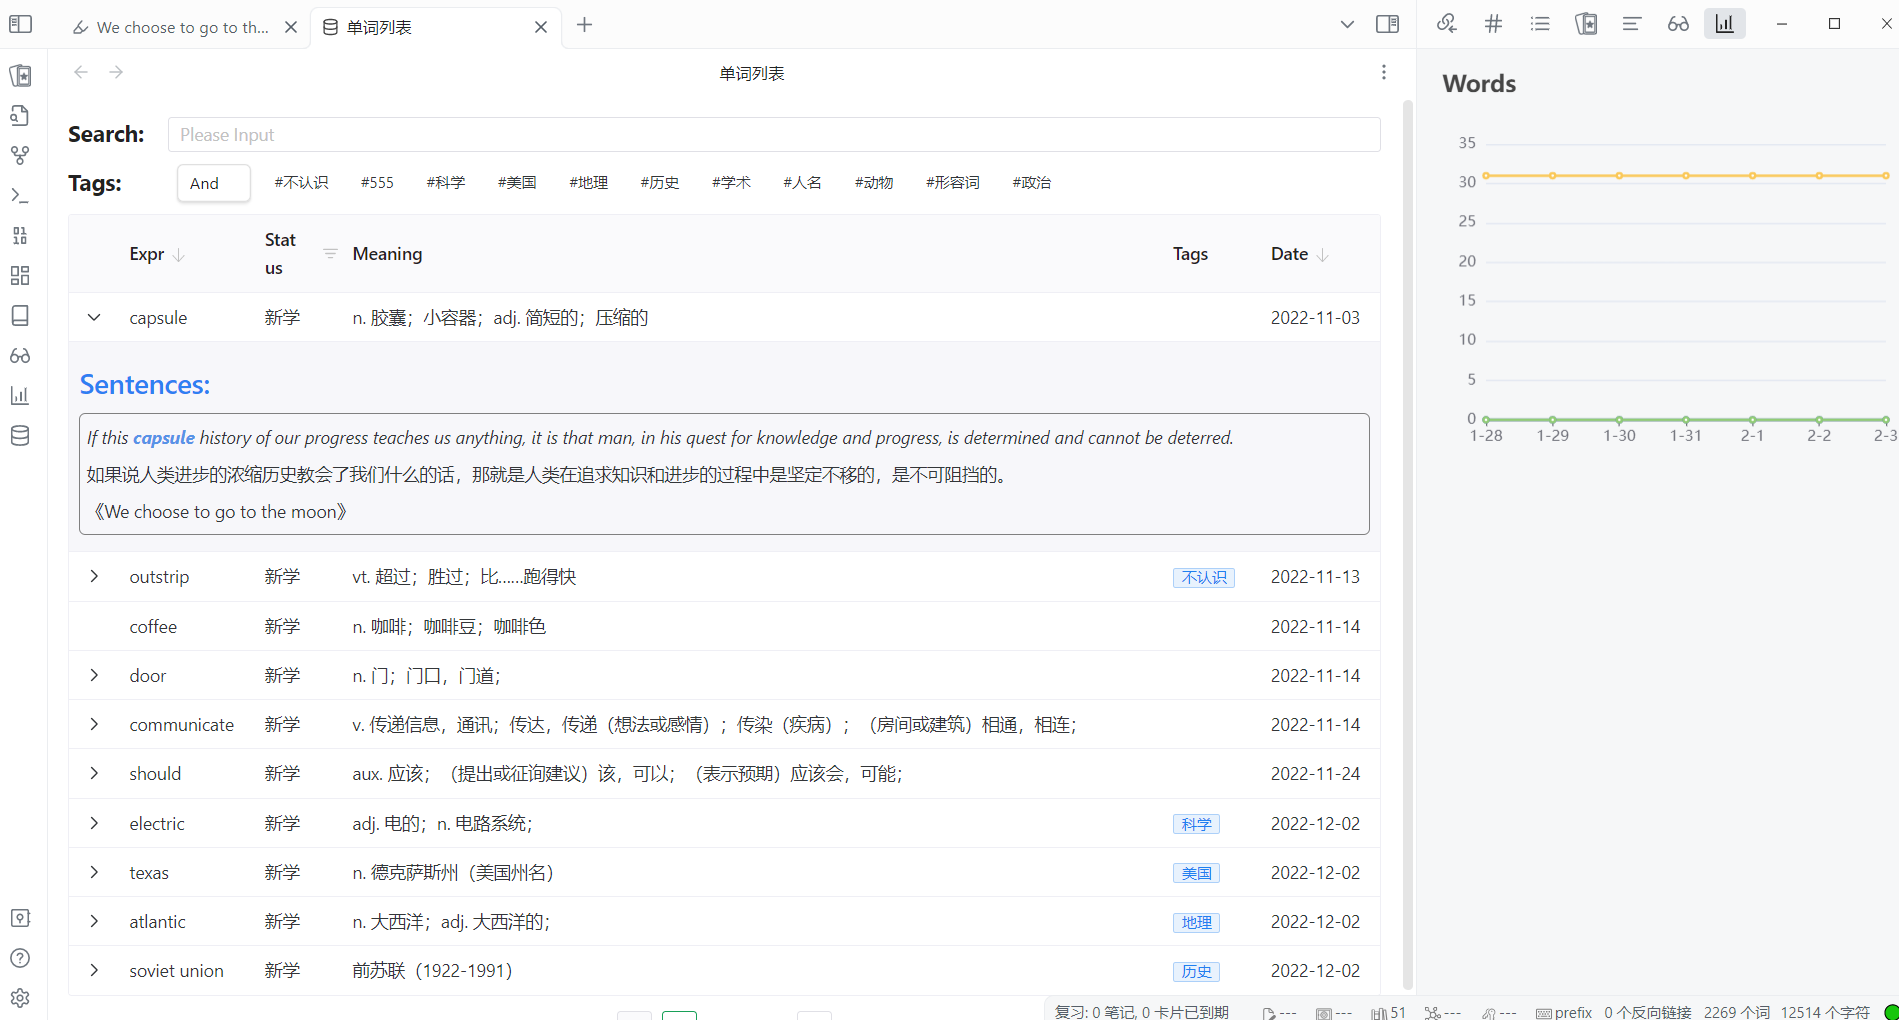 We choose to go to th...
单词列表
单词列表
Search:
Please Input
Tags:
And
#不认识 #555 #科学 #美国 #地理 #历史 #学术 #人名 #动物 #形容词 #政治
Expr Status Meaning Tags Date
capsule 新学 n. 胶囊；小容器；adj. 简短的；压缩的 2022-11-03
Sentences:
If this capsule history of our progress teaches us anything, it is that man, in his quest for knowledge and progress, is determined and cannot be deterred.
如果说人类进步的浓缩历史教会了我们什么的话，那就是人类在追求知识和进步的过程中是坚定不移的，是不可阻挡的。
《We choose to go to the moon》
outstrip 新学 vt. 超过；胜过；比……跑得快 不认识 2022-11-13
coffee 新学 n. 咖啡；咖啡豆；咖啡色 2022-11-14
door 新学 n. 门；门口，门道； 2022-11-14
communicate 新学 v. 传递信息，通讯；传达，传递（想法或感情）；传染（疾病）；（房间或建筑）相通，相连； 2022-11-14
should 新学 aux. 应该；（提出或征询建议）该，可以；（表示预期）应该会，可能； 2022-11-24
electric 新学 adj. 电的；n. 电路系统； 科学 2022-12-02
texas 新学 n. 德克萨斯州（美国州名） 美国 2022-12-02
atlantic 新学 n. 大西洋；adj. 大西洋的； 地理 2022-12-02
soviet union 新学 前苏联（1922-1991） 历史 2022-12-02
Words
35
30
25
20
15
10
5
0
1-28 1-29 1-30 1-31 2-1 2-2 2-3
复习: 0 笔记, 0 卡片已到期 --- --- 51 --- --- prefix 0 个反向链接 2269 个词 12514 个字符